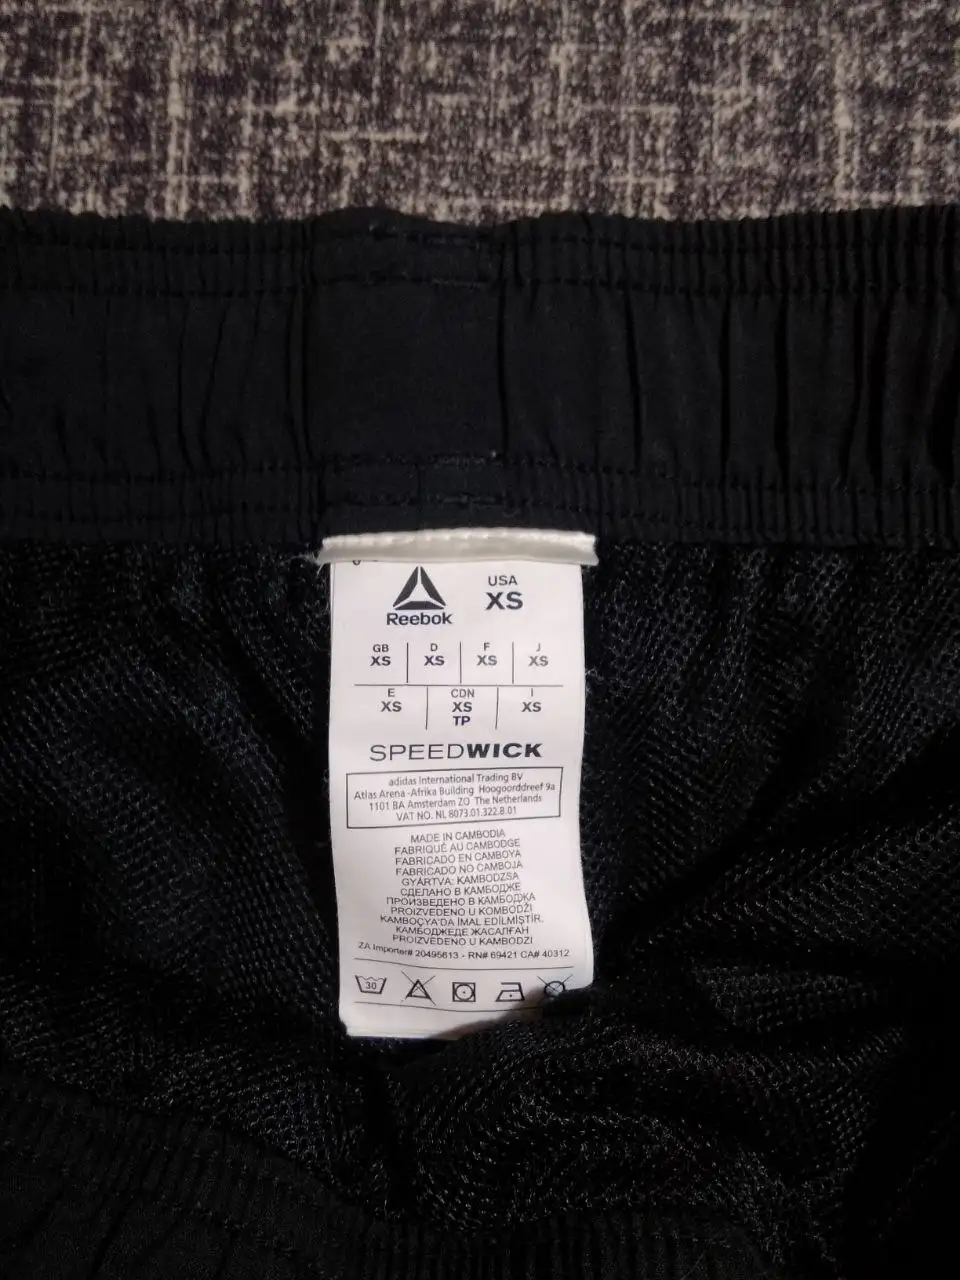 Reebok
USA
XS
GB D F J
XS XS XS XS
E CDN I
XS XS XS
TP
SPEEDWICK
adidas International Trading BV
Atlas Arena -Afrika Building Hoogoorddreef 9a
1101 BA Amsterdam ZO The Netherlands
VAT NO. NL 8073.01.322.B.01
MADE IN CAMBODIA
FABRIQUÉ AU CAMBODGE
FABRICADO EN CAMBOYA
FABRICADO NO CAMBOJA
GYÁRTVA: KAMBODZSA
СДЕЛАНО В КАМБОДЖЕ
ПРОИЗВЕДЕНО В КАМБОДЖА
PROIZVEDENO U KOMBODŽI
KAMBOÇYA'DA İMAL EDİLMİŞTİR.
КАМБОДЖЕДЕ ЖАСАЛҒАН
PROIZVEDENO U KAMBODZI
ZA Importer# 20495613 - RN# 69421 CA# 40312
30